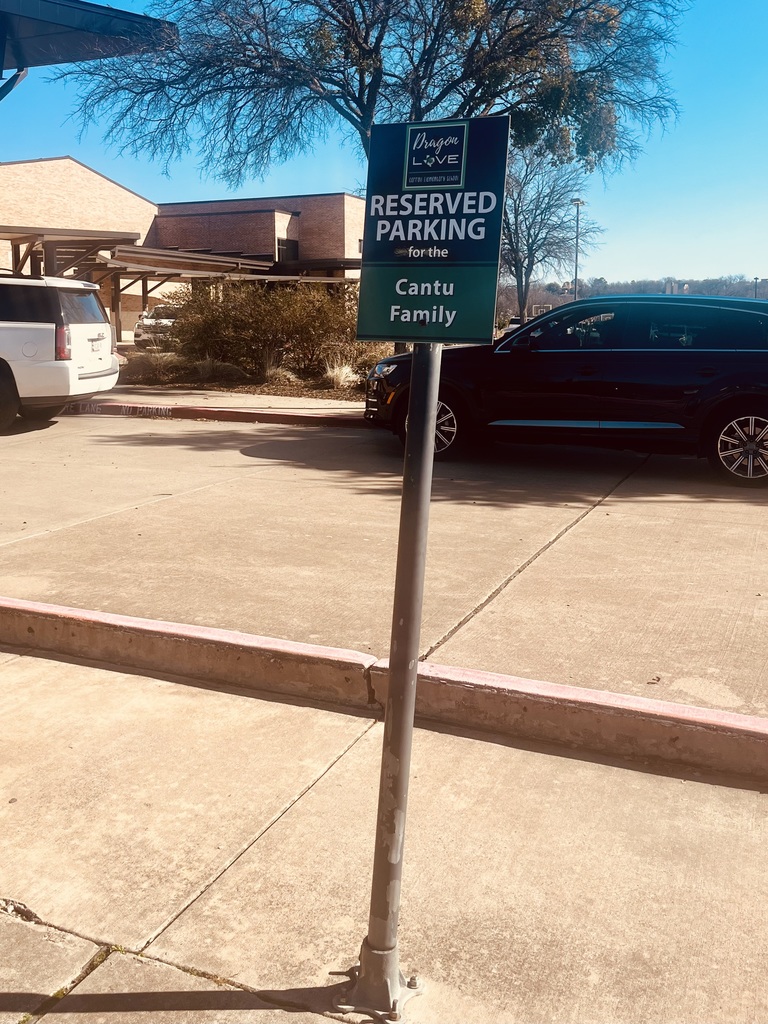 Dragon
LOVE
RESERVED
PARKING
for the
Cantu
Family
NO PARKING